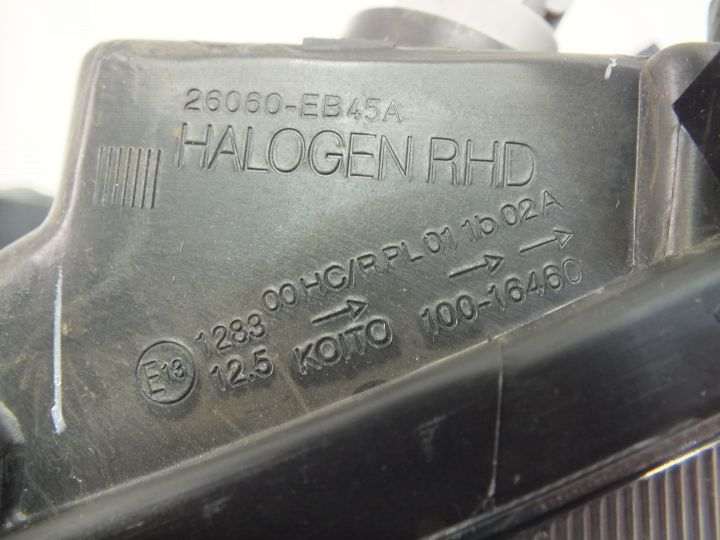 26060-EB45A
HALOGEN RHD
00 HC/R PL 01 1b 02 A
E13 1283
12.5 KOITO 100-16460